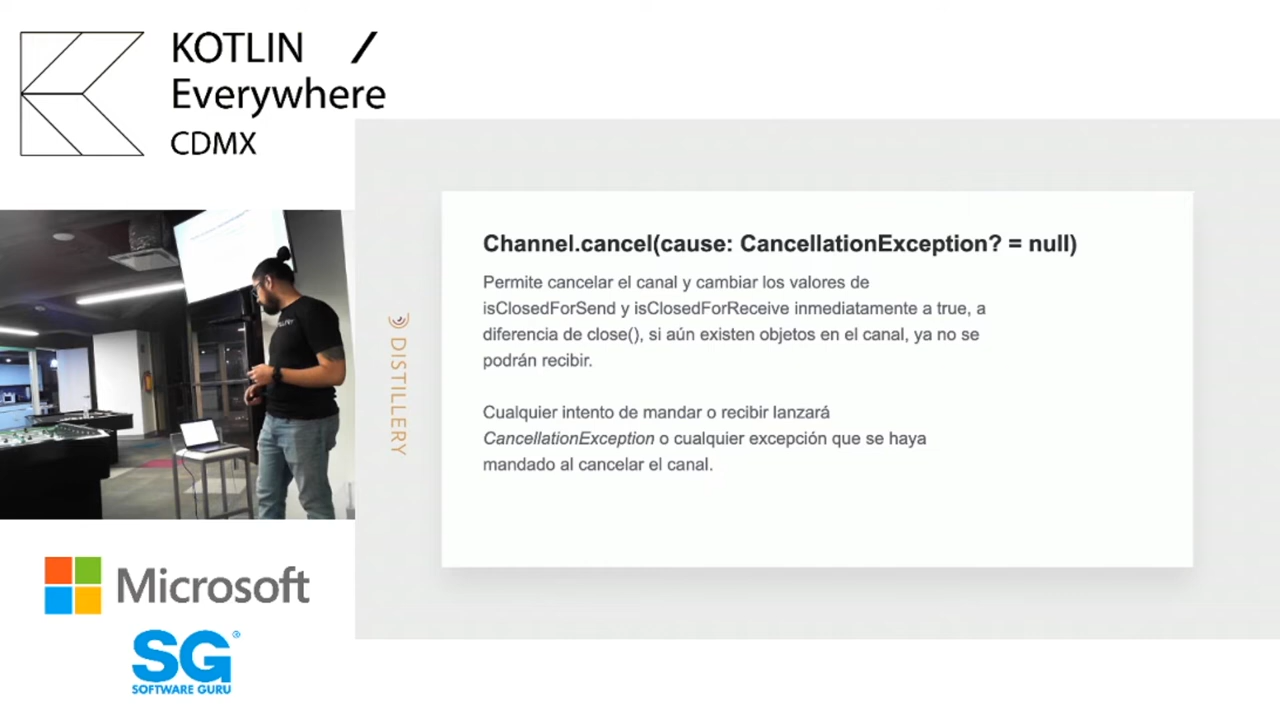 KOTLIN /
Everywhere
CDMX
DISTILLERY
Channel.cancel(cause: CancellationException? = null)
Permite cancelar el canal y cambiar los valores de
isClosedForSend y isClosedForReceive inmediatamente a true, a
diferencia de close(), si aún existen objetos en el canal, ya no se
podrán recibir.
Cualquier intento de mandar o recibir lanzará
CancellationException o cualquier excepción que se haya
mandado al cancelar el canal.
Microsoft
SG®
SOFTWARE GURU